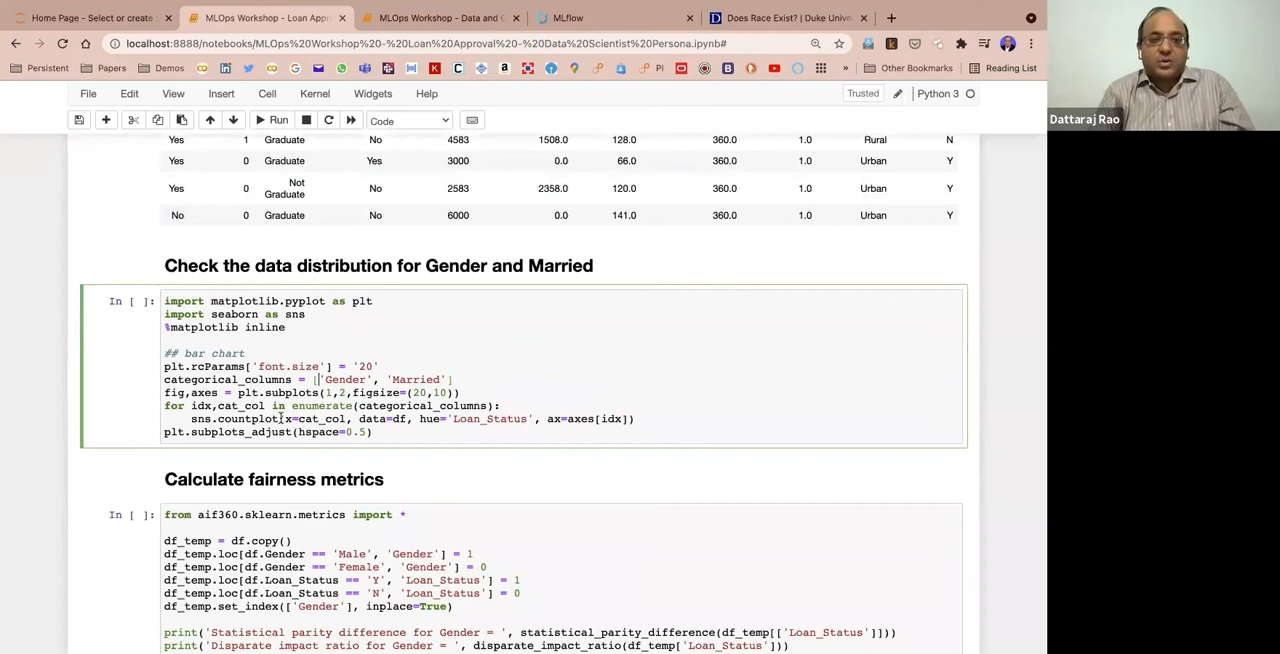 Home Page - Select or create
MLOps Workshop - Loan Appro
MLOps Workshop - Data and C
MLflow
Does Race Exist? | Duke Unive
localhost:8888/notebooks/MLOps%20Workshop%20-%20Loan%20Approval%20-%20Data%20Scientist%20Persona.ipynb#
Persistent
Papers
Demos
PI
»
Other Bookmarks
Reading List
File Edit View Insert Cell Kernel Widgets Help
Trusted
Python 3
Run
Code
Yes 1 Graduate No 4583 1508.0 128.0 360.0 1.0 Rural N
Yes 0 Graduate Yes 3000 0.0 66.0 360.0 1.0 Urban Y
Yes 0 Not Graduate No 2583 2358.0 120.0 360.0 1.0 Urban Y
No 0 Graduate No 6000 0.0 141.0 360.0 1.0 Urban Y
Check the data distribution for Gender and Married
In [ ]: import matplotlib.pyplot as plt
import seaborn as sns
%matplotlib inline
## bar chart
plt.rcParams['font.size'] = '20'
categorical_columns = ['Gender', 'Married']
fig,axes = plt.subplots(1,2,figsize=(20,10))
for idx,cat_col in enumerate(categorical_columns):
sns.countplot(x=cat_col, data=df, hue='Loan_Status', ax=axes[idx])
plt.subplots_adjust(hspace=0.5)
Calculate fairness metrics
In [ ]: from aif360.sklearn.metrics import *
df_temp = df.copy()
df_temp.loc[df.Gender == 'Male', 'Gender'] = 1
df_temp.loc[df.Gender == 'Female', 'Gender'] = 0
df_temp.loc[df.Loan_Status == 'Y', 'Loan_Status'] = 1
df_temp.loc[df.Loan_Status == 'N', 'Loan_Status'] = 0
df_temp.set_index(['Gender'], inplace=True)
print('Statistical parity difference for Gender = ', statistical_parity_difference(df_temp[['Loan_Status']]))
print('Disparate impact ratio for Gender = ', disparate_impact_ratio(df_temp['Loan_Status']))
Dattaraj Rao